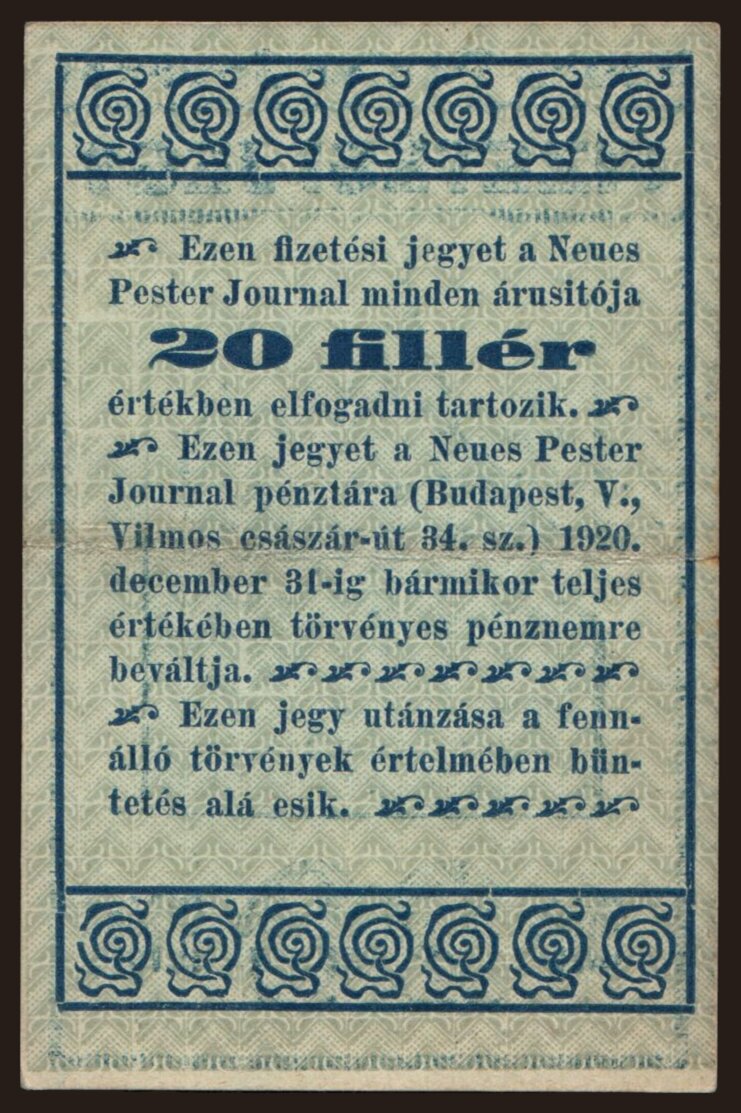 Ezen fizetési jegyet a Neues
Pester Journal minden árusitója
20 fillér
értékben elfogadni tartozik.
Ezen jegyet a Neues Pester
Journal pénztára (Budapest, V.,
Vilmos császár-út 34. sz.) 1920.
december 31-ig bármikor teljes
értékében törvényes pénznemre
beváltja.
Ezen jegy utánzása a fenn-
álló törvények értelmében bün-
tetés alá esik.